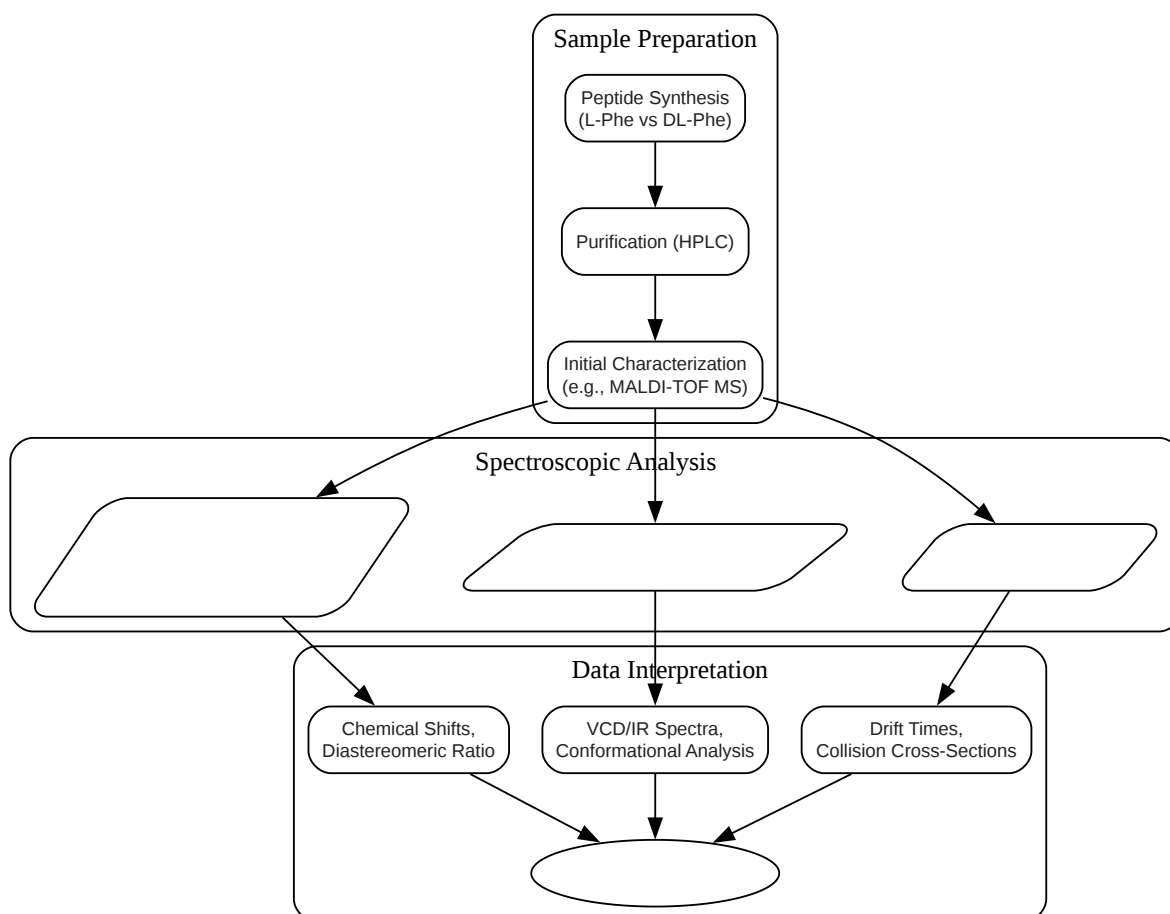 Sample Preparation
Peptide Synthesis
(L-Phe vs DL-Phe)
Purification (HPLC)
Initial Characterization
(e.g., MALDI-TOF MS)
Spectroscopic Analysis
Data Interpretation
Chemical Shifts,
Diastereomeric Ratio
VCD/IR Spectra,
Conformational Analysis
Drift Times,
Collision Cross-Sections